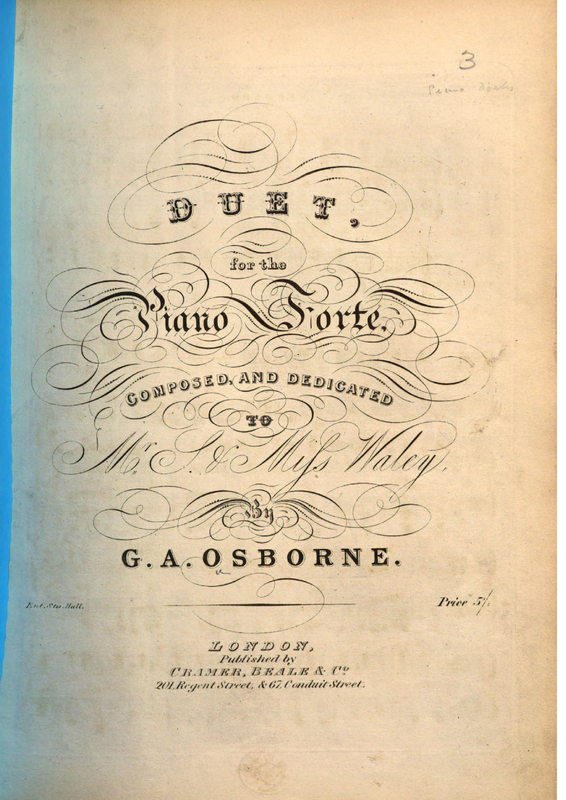 3
Piano
DUET,
for the
Piano Forte.
COMPOSED, AND DEDICATED
TO
Mr. S. & Miſs Waley,
By
G. A. OSBORNE.
Ent. Sta. Hall.
Price 5/.
LONDON,
Published by
CRAMER, BEALE & Co.
201, Regent Street, & 67, Conduit Street.